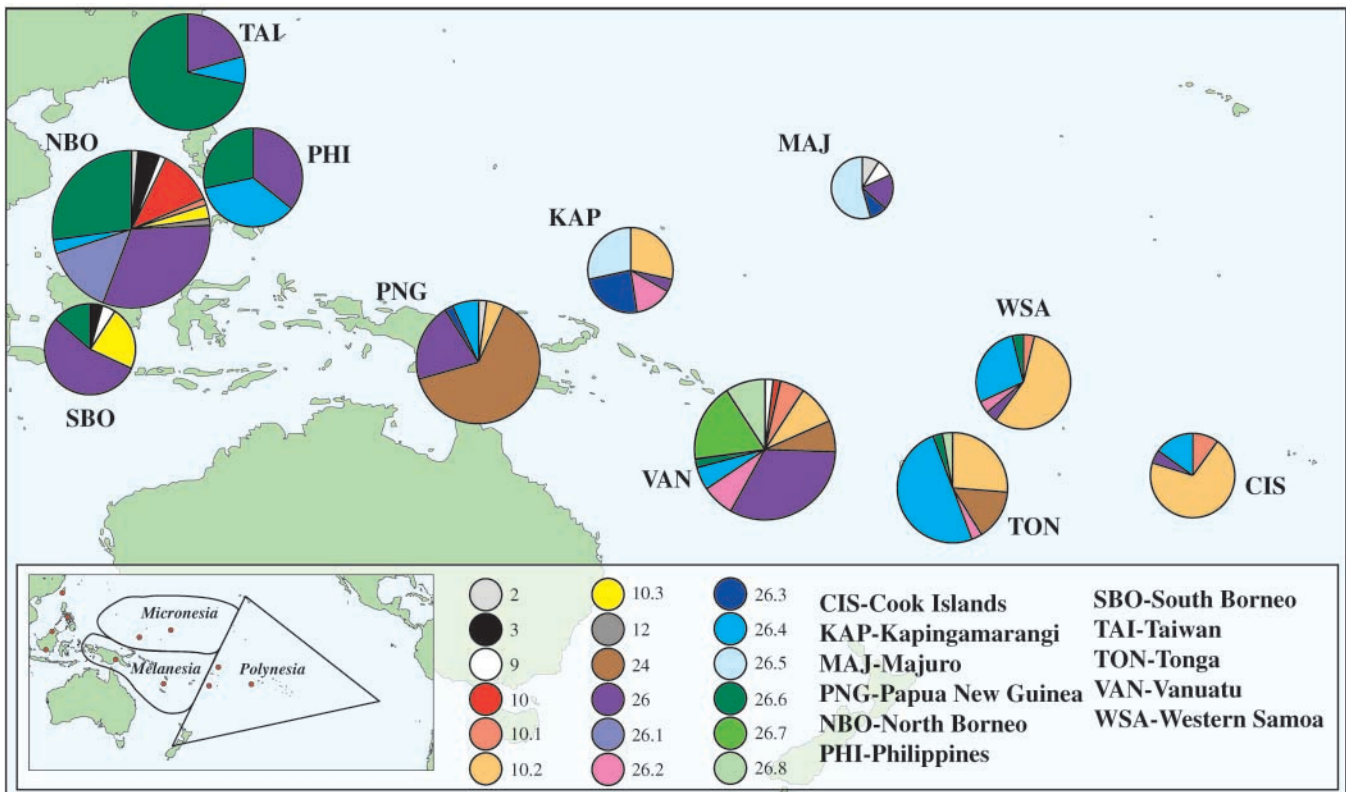 TAI
NBO
PHI
MAJ
KAP
PNG
WSA
SBO
VAN
TON
CIS
Micronesia
Melanesia
Polynesia
2
3
9
10
10.1
10.2
10.3
12
24
26
26.1
26.2
26.3
26.4
26.5
26.6
26.7
26.8
CIS-Cook Islands
KAP-Kapingamarangi
MAJ-Majuro
PNG-Papua New Guinea
NBO-North Borneo
PHI-Philippines
SBO-South Borneo
TAI-Taiwan
TON-Tonga
VAN-Vanuatu
WSA-Western Samoa